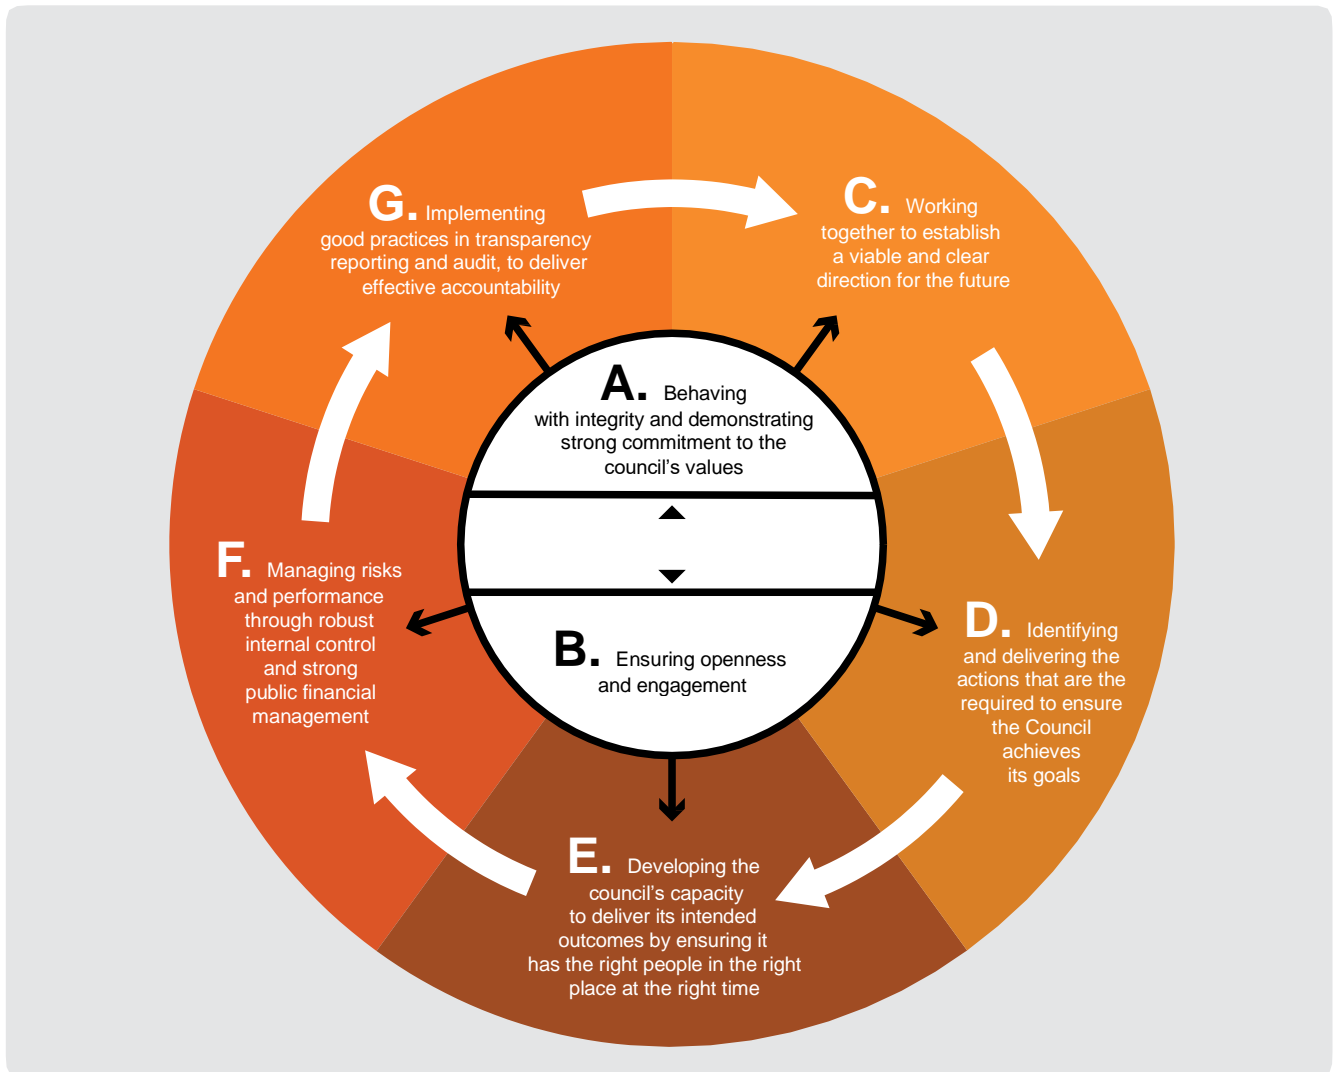 A. Behaving
with integrity and demonstrating
strong commitment to the
council's values
B. Ensuring openness
and engagement
C. Working
together to establish
a viable and clear
direction for the future
D. Identifying
and delivering the
actions that are the
required to ensure
the Council
achieves
its goals
E. Developing the
council's capacity
to deliver its intended
outcomes by ensuring it
has the right people in the right
place at the right time
F. Managing risks
and performance
through robust
internal control
and strong
public financial
management
G. Implementing
good practices in transparency
reporting and audit, to deliver
effective accountability